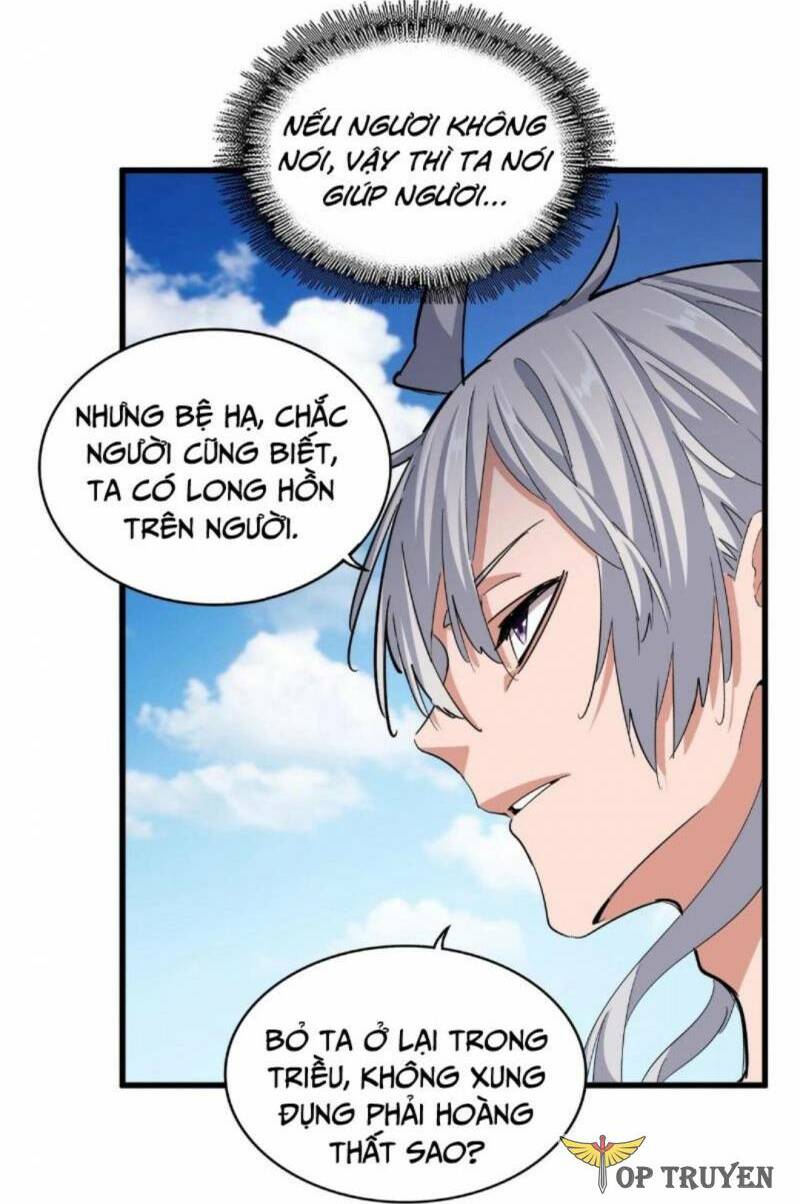 NẾU NGƯƠI KHÔNG
NÓI, VẬY THÌ TA NÓI
GIÚP NGƯƠI...
NHƯNG BỆ HẠ, CHẮC
NGƯỜI CŨNG BIẾT,
TA CÓ LONG HỒN
TRÊN NGƯỜI.
BỎ TA Ở LẠI TRONG
TRIỀU, KHÔNG XUNG
ĐỤNG PHẢI HOÀNG
THẤT SAO?
TOP TRUYEN